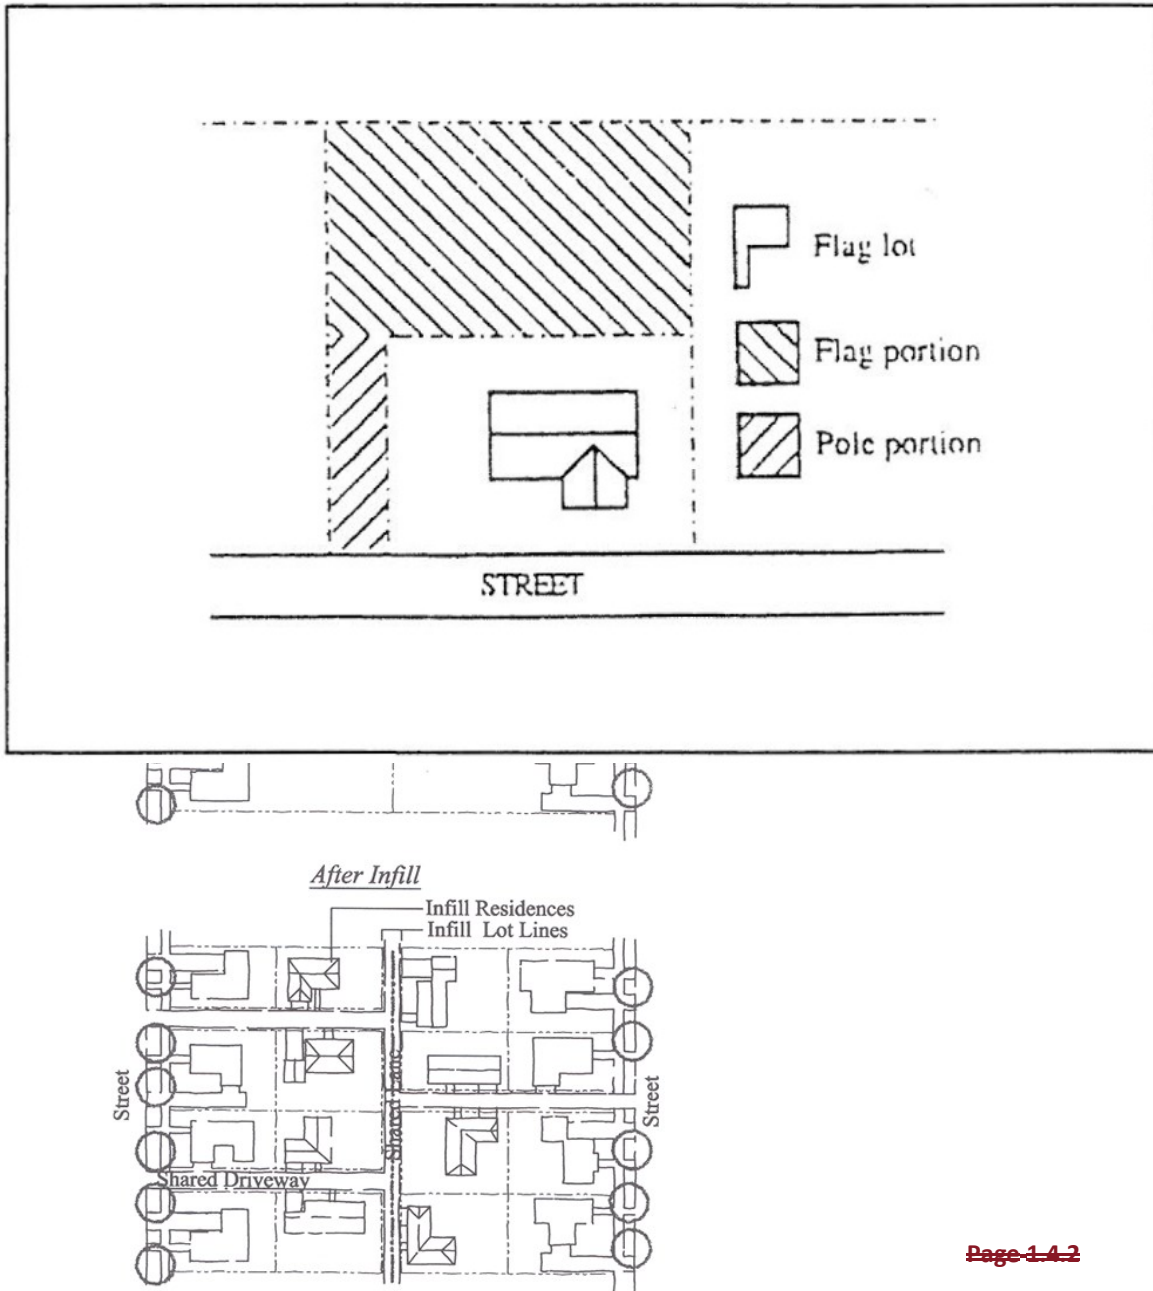 Flag lot
Flag portion
Pole portion
STREET
After Infill
Infill Residences
Infill Lot Lines
Street
Shared Lane
Street
Shared Driveway
Page 1.4.2